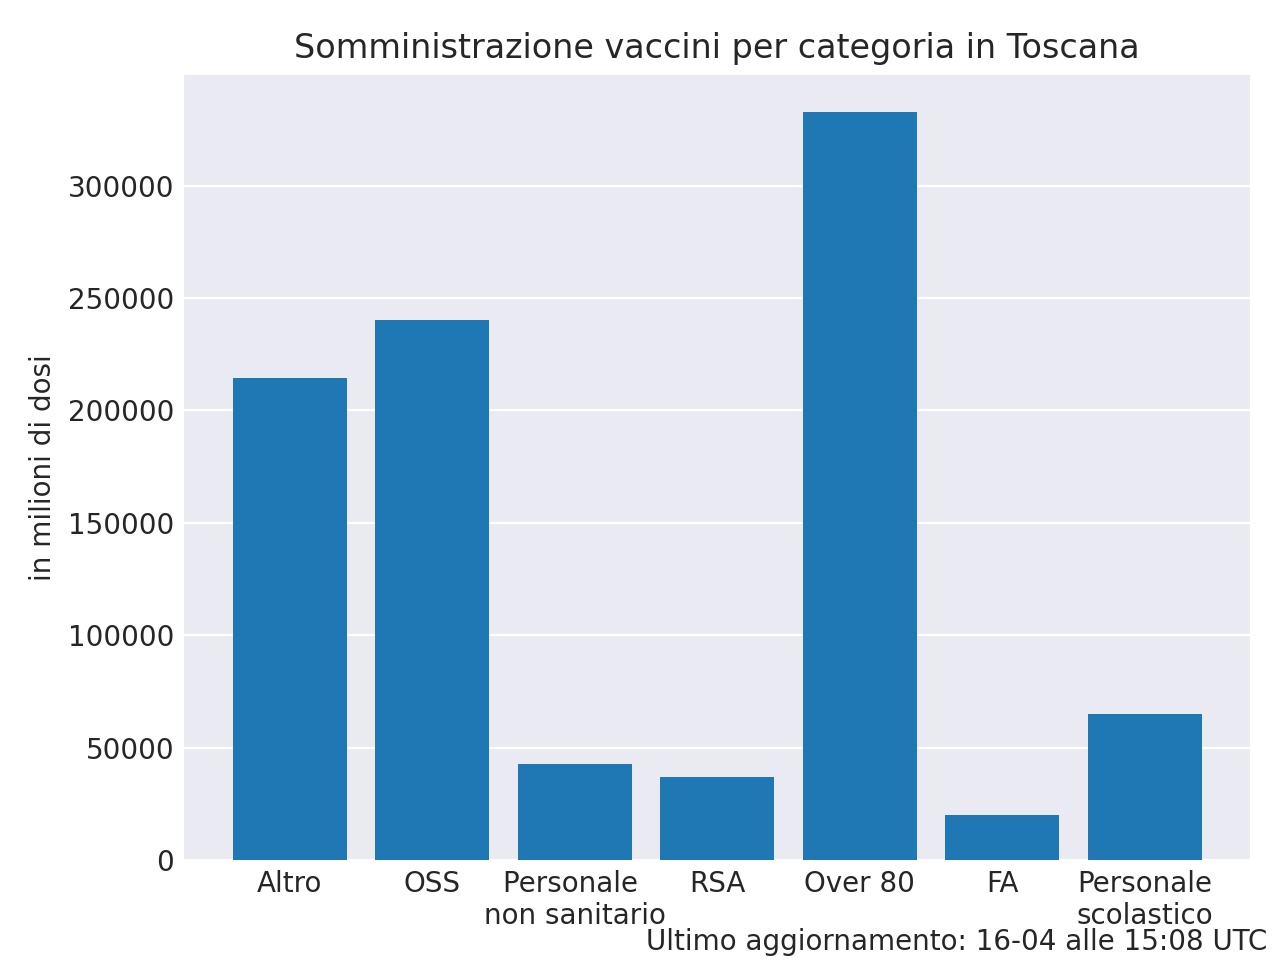 Somministrazione vaccini per categoria in Toscana
in milioni di dosi
300000
250000
200000
150000
100000
50000
0
Altro
OSS
Personale
non sanitario
RSA
Over 80
FA
Personale
scolastico
Ultimo aggiornamento: 16-04 alle 15:08 UTC